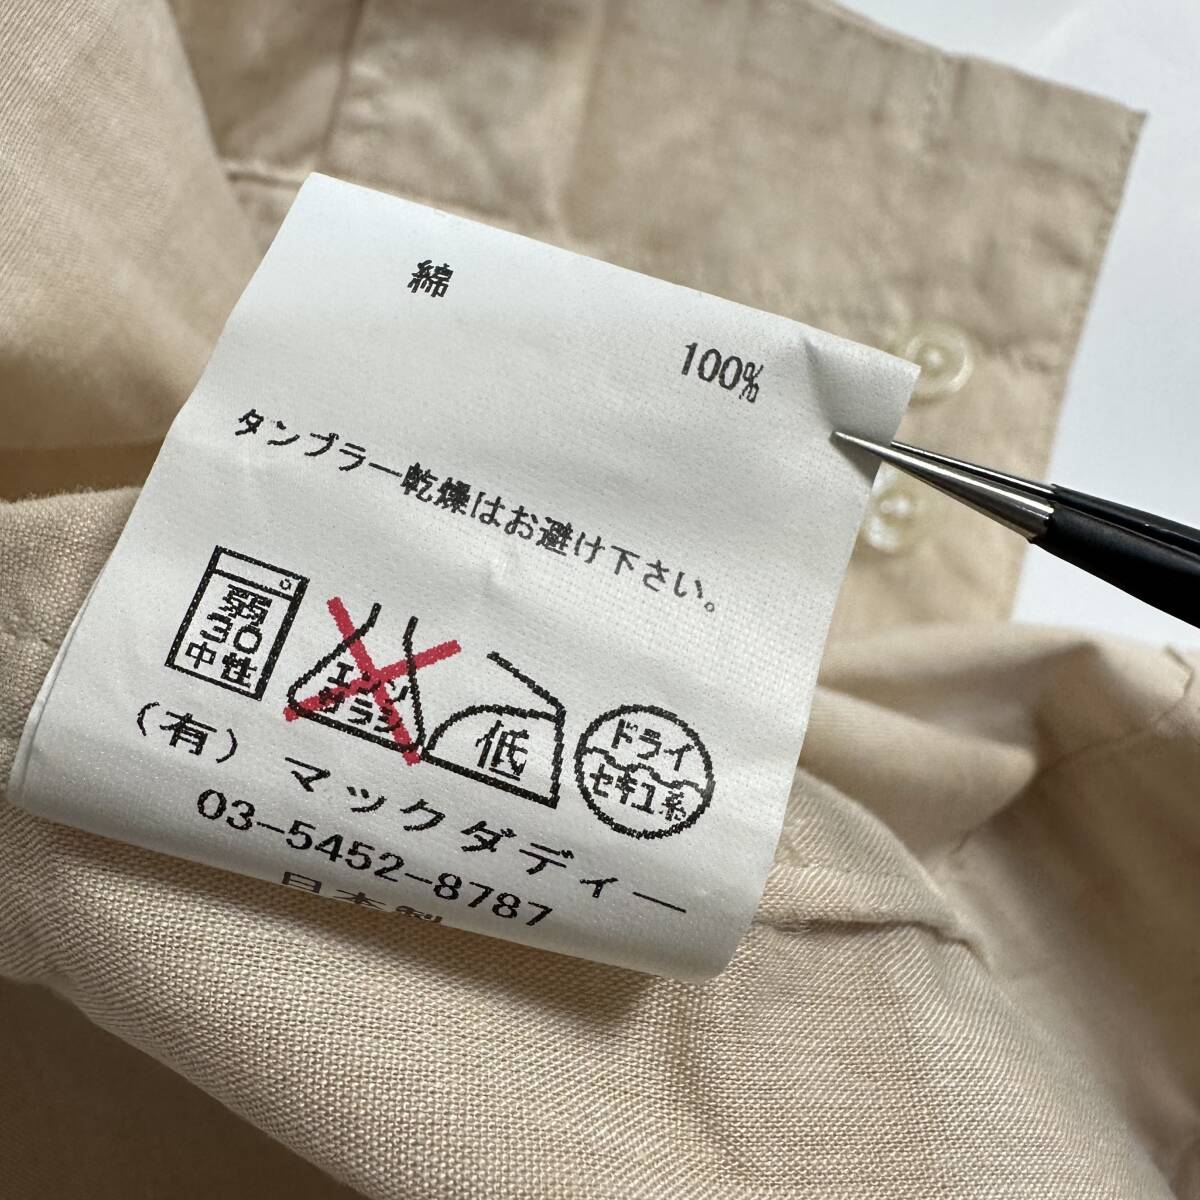 綿
100%
タンブラー乾燥はお避け下さい。
弱
30
中性
エンソ
サラシ
低
ドライ
セキユ系
(有) マックダディー
03-5452-8787
日本製